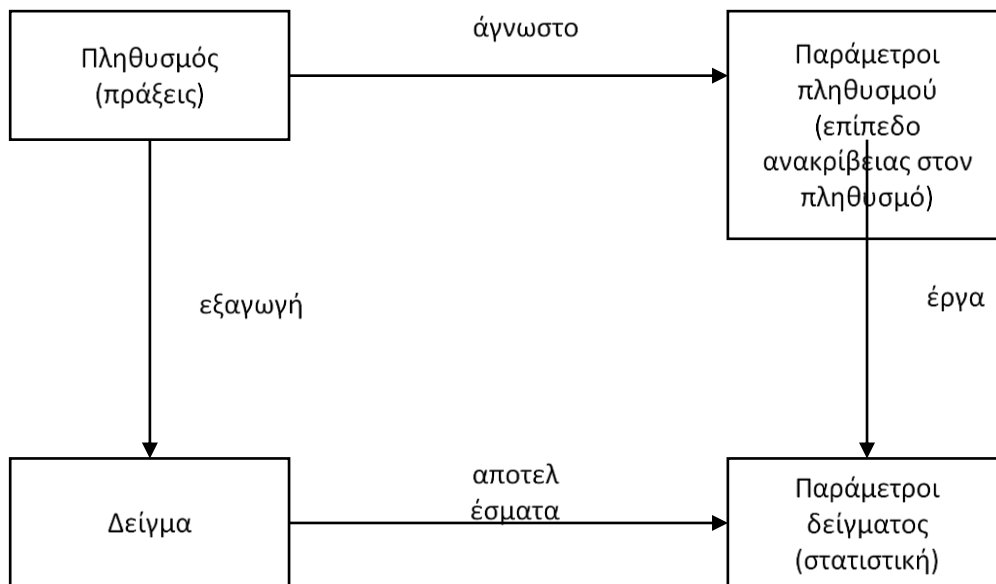 Πληθυσμός
(πράξεις)
άγνωστο
Παράμετροι
πληθυσμού
(επίπεδο
ανακρίβειας στον
πληθυσμό)
εξαγωγή
έργα
Δείγμα
αποτελ
έσματα
Παράμετροι
δείγματος
(στατιστική)